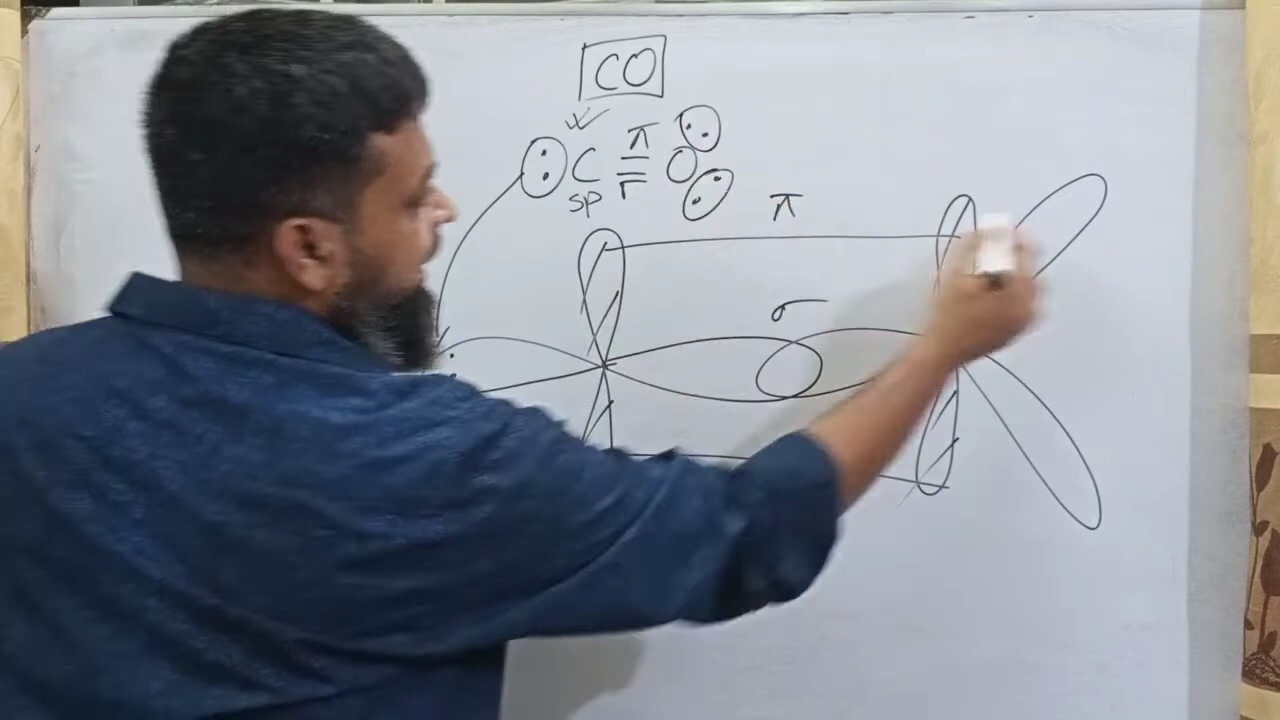 CO
π
: C = O : :
sp σ
π
σ